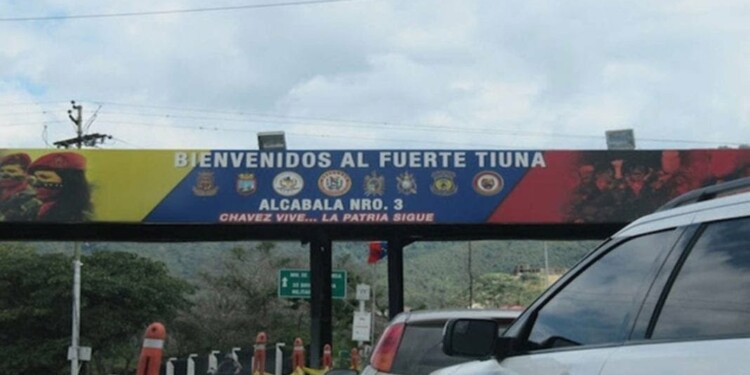 BIENVENIDOS AL FUERTE TIUNA
ALCABALA NRO. 3
CHAVEZ VIVE... LA PATRIA SIGUE